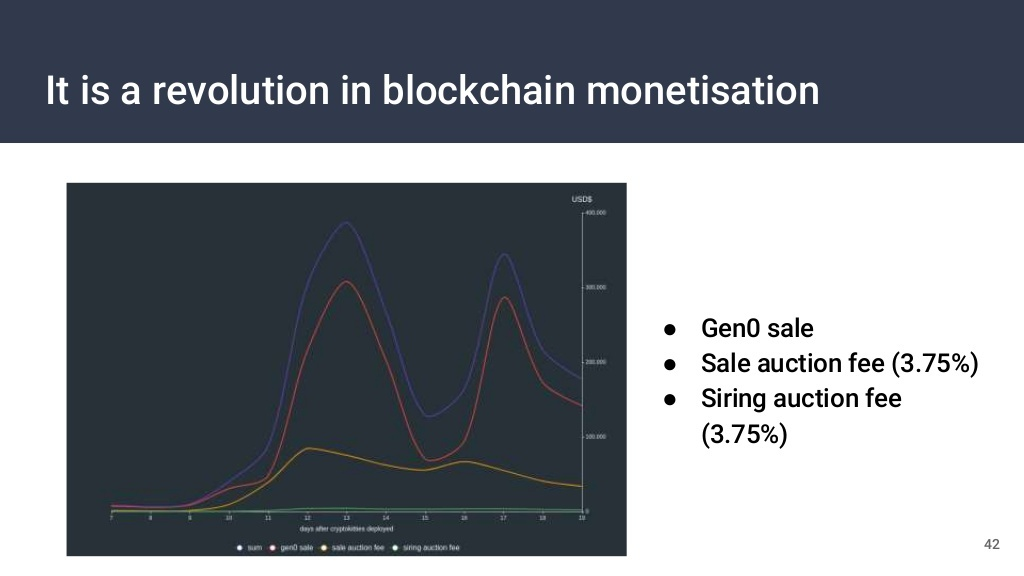 It is a revolution in blockchain monetisation
USD$
400,000
300,000
200,000
100,000
0
7 8 9 10 11 12 13 14 15 16 17 18 19
days after cryptokitties deployed
sum gen0 sale sale auction fee siring auction fee
● Gen0 sale
● Sale auction fee (3.75%)
● Siring auction fee
(3.75%)
42